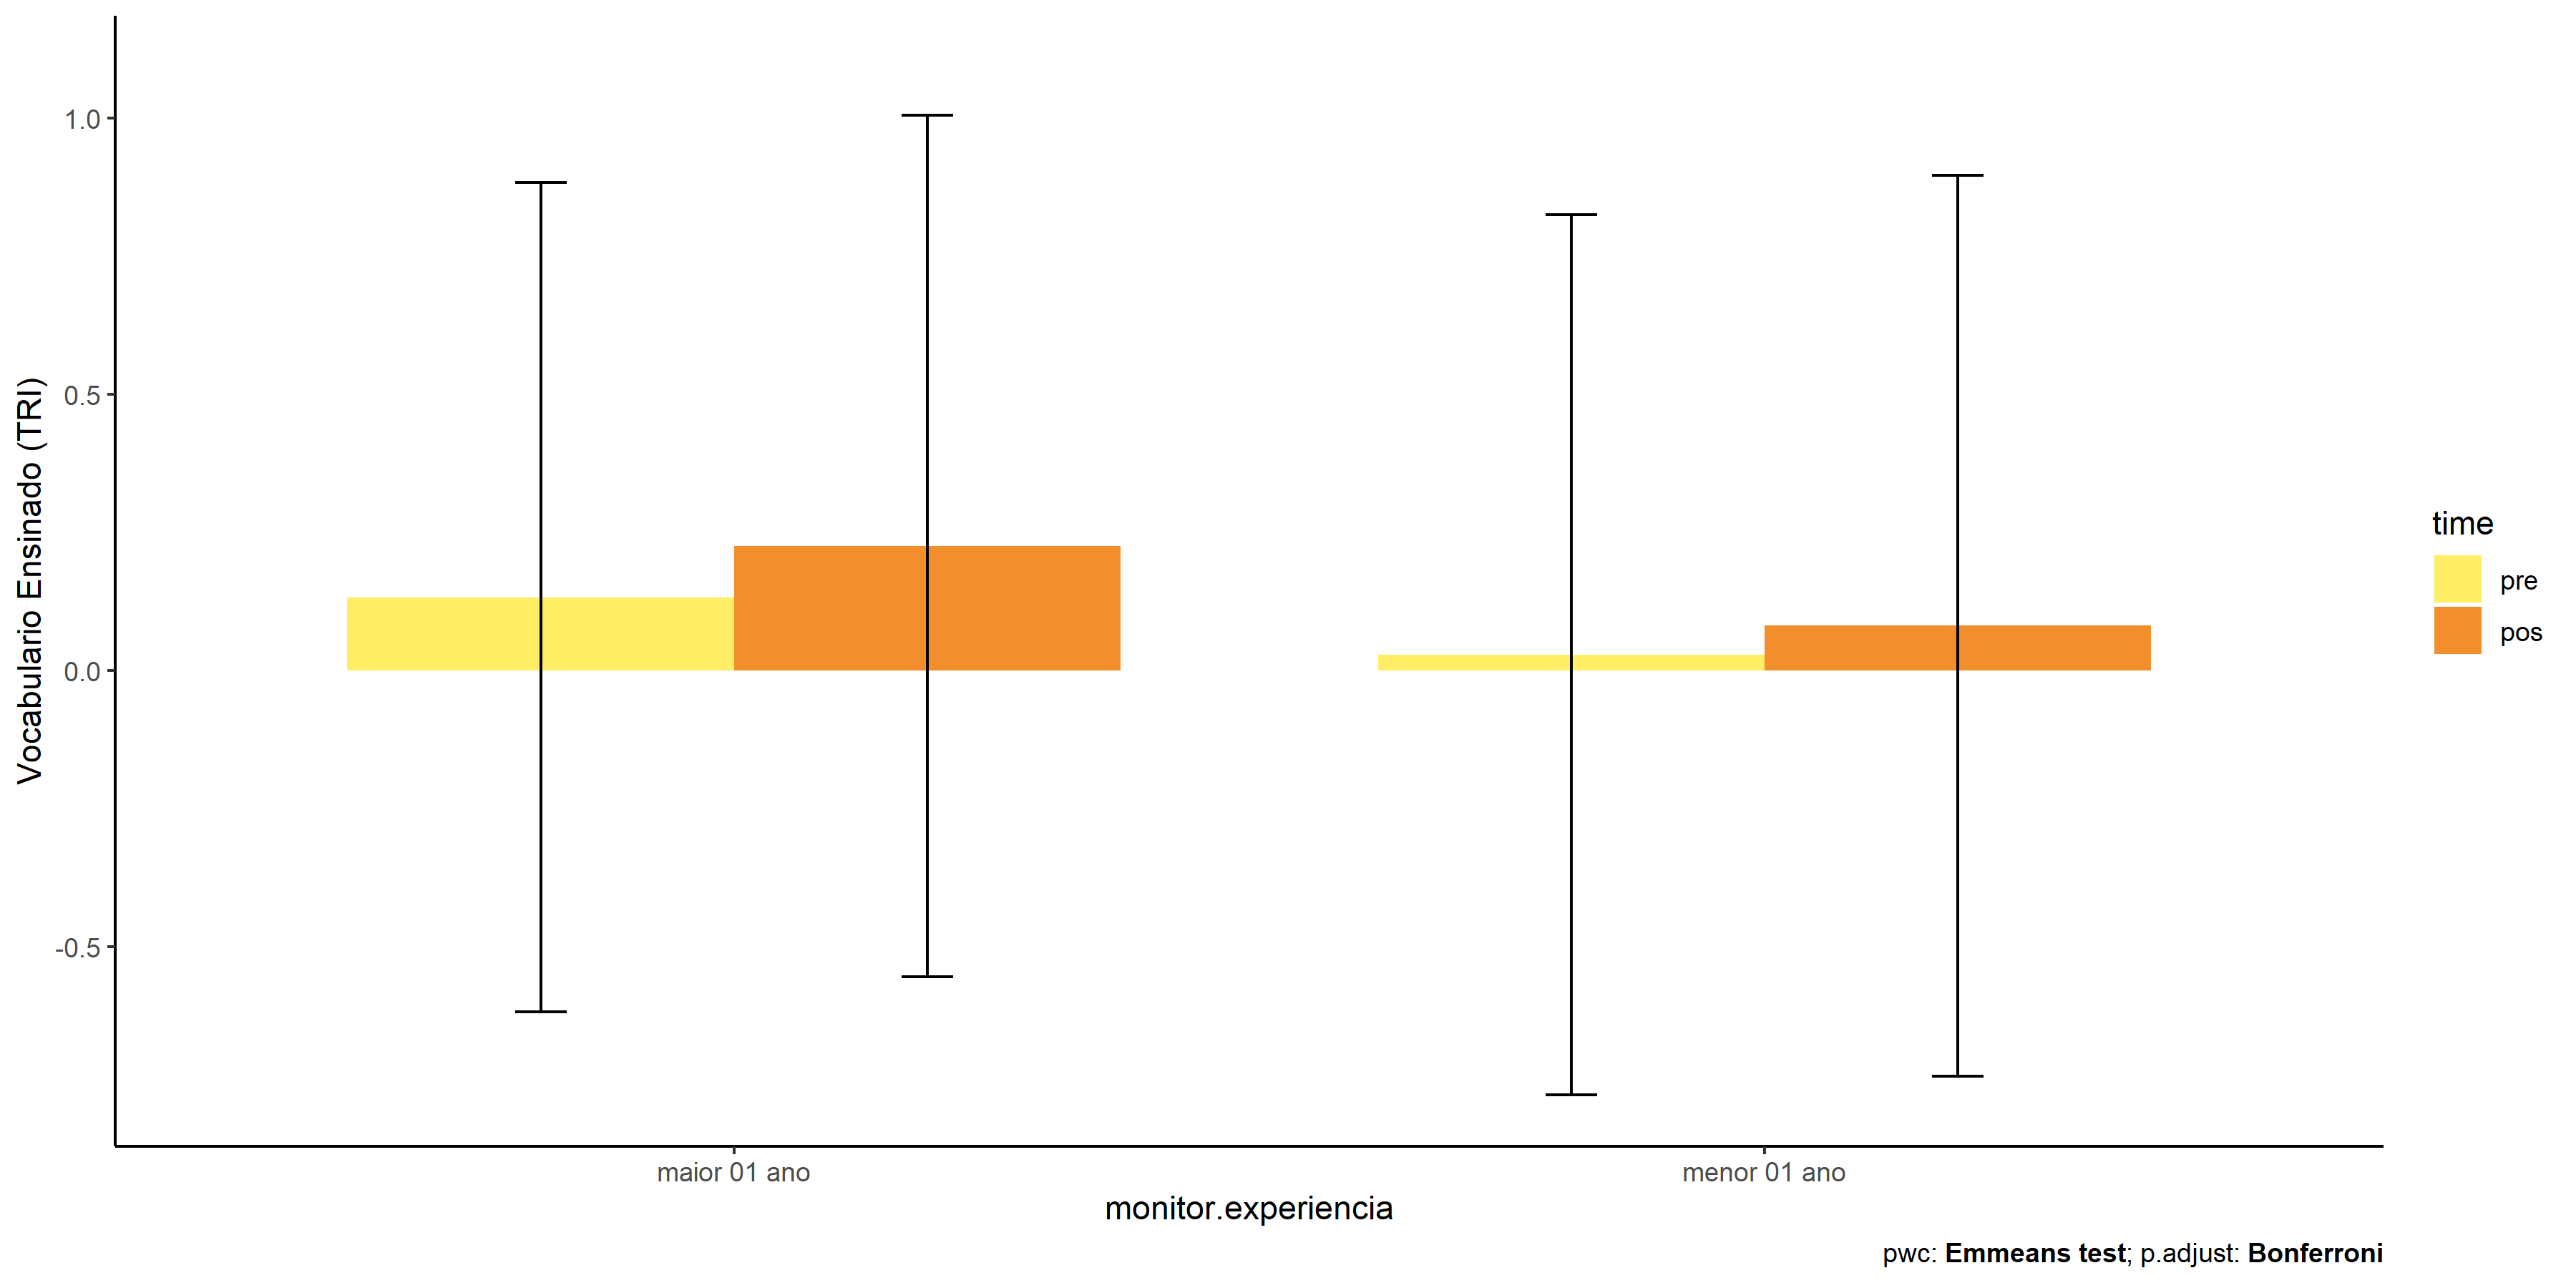 Vocabulario Ensinado (TRI)
1.0
0.5
0.0
-0.5
maior 01 ano
menor 01 ano
monitor.experiencia
time
pre
pos
pwc: Emmeans test; p.adjust: Bonferroni